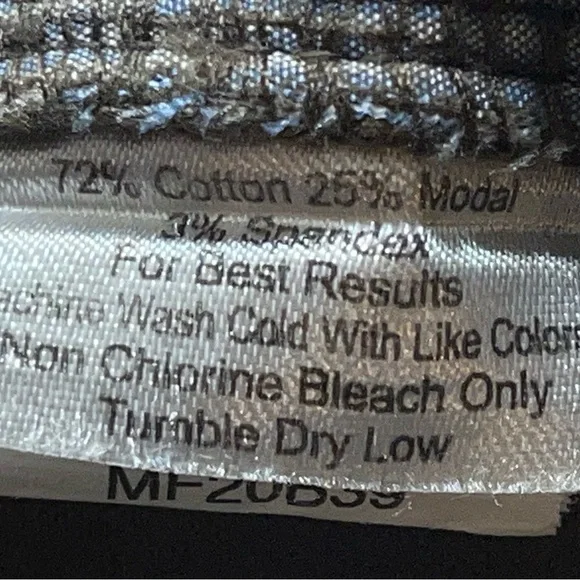 72% Cotton 25% Modal
3% Spandex
For Best Results
achine Wash Cold With Like Colors
Non Chlorine Bleach Only
Tumble Dry Low
MF20B39